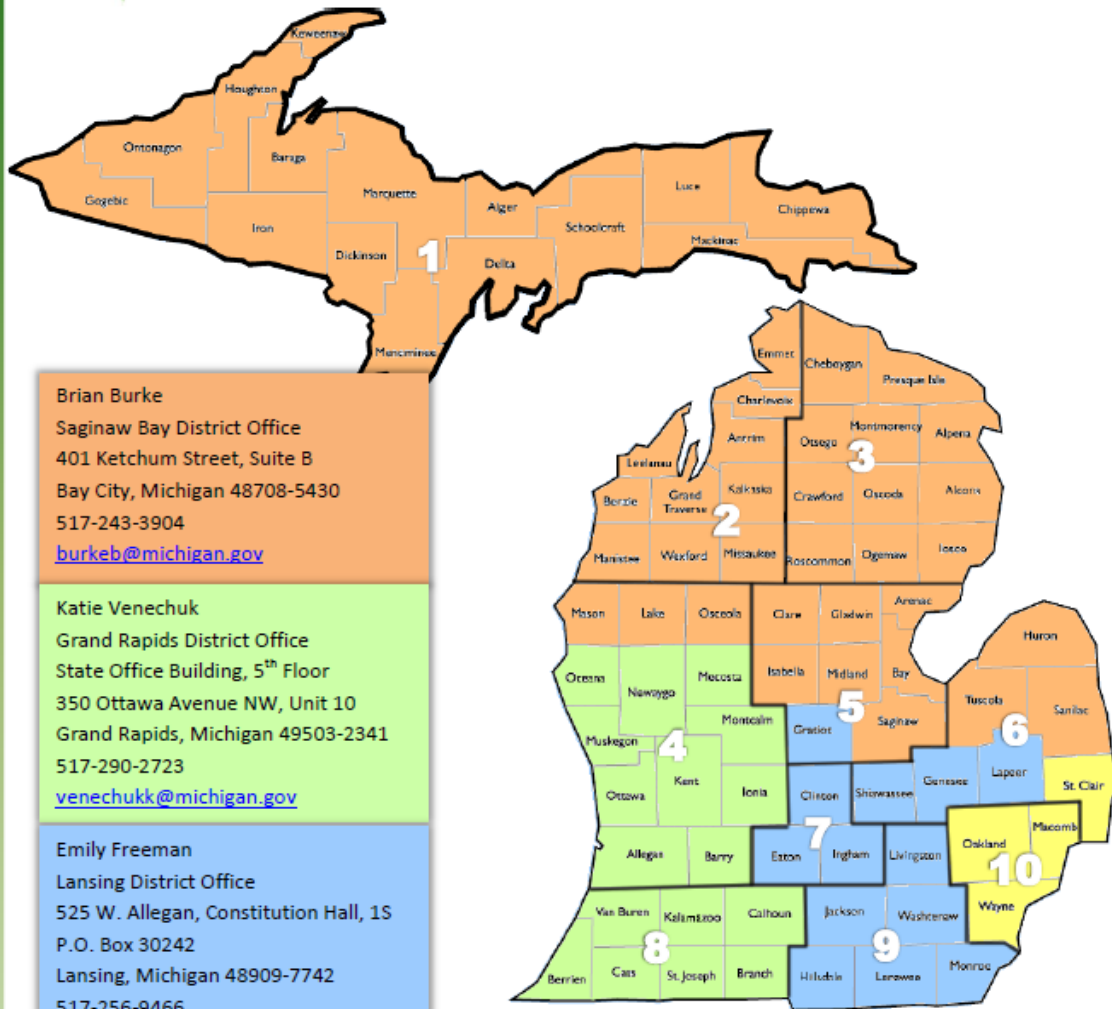 Keweenaw
Houghton
Ontonagon
Baraga
Gogebic
Marquette
Luce
Alger
Chippewa
Iron
Schoolcraft
Mackinac
Dickinson
1
Delta
Menominee
Brian Burke
Saginaw Bay District Office
401 Ketchum Street, Suite B
Bay City, Michigan 48708-5430
517-243-3904
burkeb@michigan.gov
Katie Venechuk
Grand Rapids District Office
State Office Building, 5th Floor
350 Ottawa Avenue NW, Unit 10
Grand Rapids, Michigan 49503-2341
517-290-2723
venechukk@michigan.gov
Emily Freeman
Lansing District Office
525 W. Allegan, Constitution Hall, 1S
P.O. Box 30242
Lansing, Michigan 48909-7742
517-256-9466
Emmet
Cheboygan
Presque Isle
Charlevoix
Antrim
Otsego
Montmorency
Alpena
3
Leelanau
Benzie
Grand
Traverse
Kalkaska
Crawford
Oscoda
Alcona
2
Manistee
Wexford
Missaukee
Roscommon
Ogemaw
Iosco
Mason
Lake
Osceola
Clare
Gladwin
Arenac
Huron
Oceana
Newaygo
Mecosta
Isabella
Midland
Bay
Tuscola
Sanilac
5
Montcalm
Gratiot
Saginaw
6
Muskegon
4
Kent
Ottawa
Ionia
Clinton
Shiawassee
Genesee
Lapeer
St. Clair
7
Allegan
Barry
Eaton
Ingham
Livingston
Oakland
Macomb
10
Van Buren
Kalamazoo
Calhoun
Jackson
Washtenaw
Wayne
8
9
Berrien
Cass
St. Joseph
Branch
Hillsdale
Lenawee
Monroe